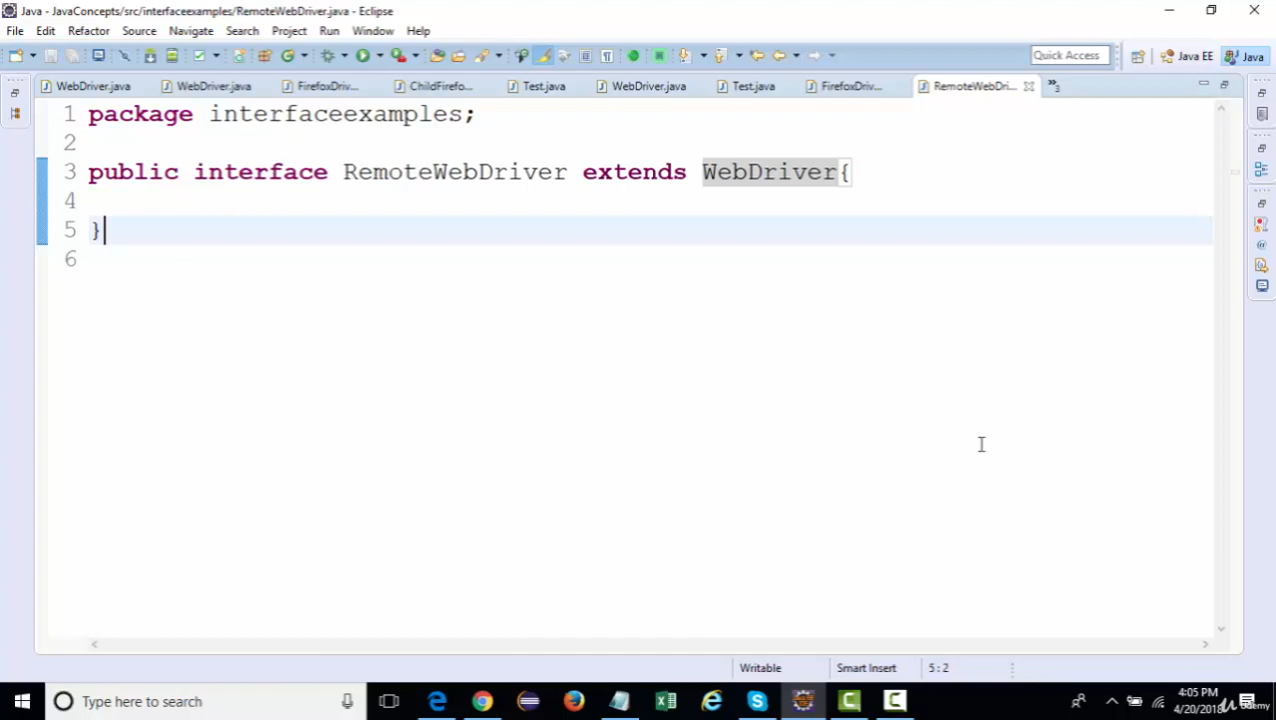 Java - JavaConcepts/src/interfaceexamples/RemoteWebDriver.java - Eclipse
File Edit Refactor Source Navigate Search Project Run Window Help
Quick Access Java EE Java
WebDriver.java WebDriver.java FirefoxDriv... ChildFirefo... Test.java WebDriver.java Test.java FirefoxDriv... RemoteWebDri... »3
1 package interfaceexamples;
2
3 public interface RemoteWebDriver extends WebDriver{
4
5 }
6
Writable Smart Insert 5 : 2
Type here to search
4:05 PM
4/20/2018
Udemy